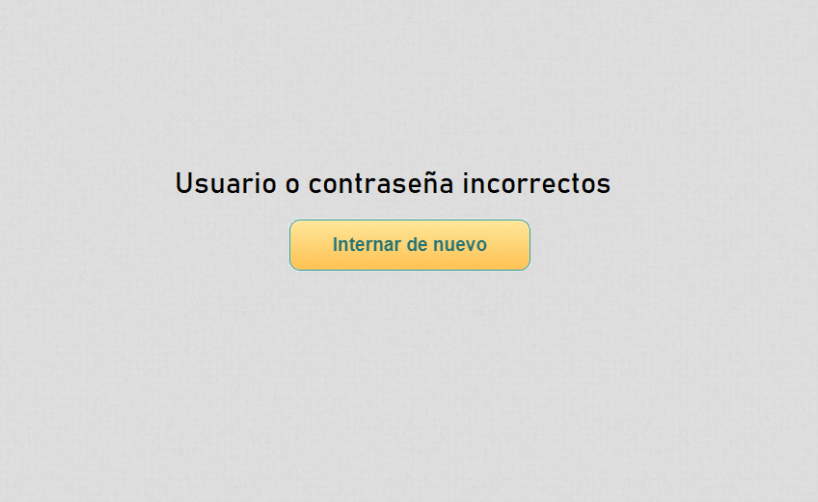 Usuario o contraseña incorrectos
Internar de nuevo